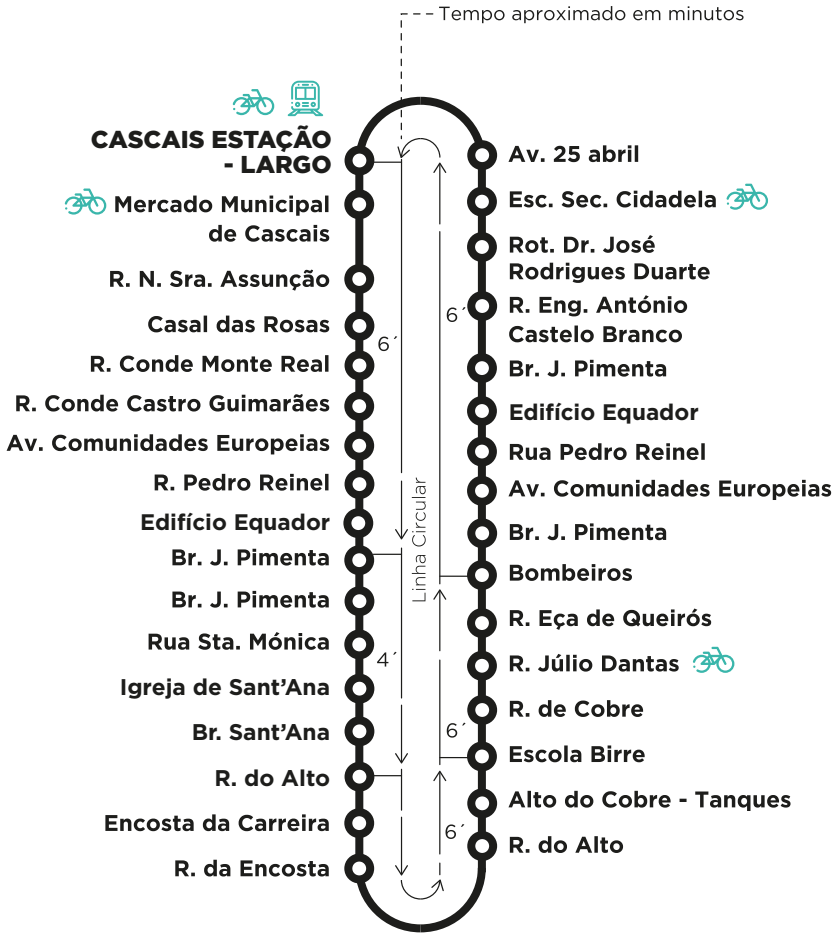 Tempo aproximado em minutos
CASCAIS ESTAÇÃO
- LARGO
Mercado Municipal
de Cascais
R. N. Sra. Assunção
Casal das Rosas
R. Conde Monte Real
R. Conde Castro Guimarães
Av. Comunidades Europeias
R. Pedro Reinel
Edifício Equador
Br. J. Pimenta
Br. J. Pimenta
Rua Sta. Mónica
Igreja de Sant’Ana
Br. Sant’Ana
R. do Alto
Encosta da Carreira
R. da Encosta
6´
4´
Linha Circular
6´
6´
6´
Av. 25 abril
Esc. Sec. Cidadela
Rot. Dr. José
Rodrigues Duarte
R. Eng. António
Castelo Branco
Br. J. Pimenta
Edifício Equador
Rua Pedro Reinel
Av. Comunidades Europeias
Br. J. Pimenta
Bombeiros
R. Eça de Queirós
R. Júlio Dantas
R. de Cobre
Escola Birre
Alto do Cobre - Tanques
R. do Alto